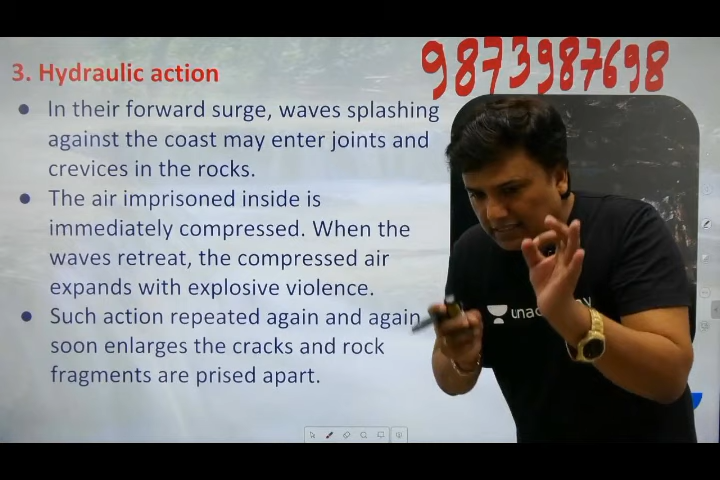 9873987698
3. Hydraulic action
● In their forward surge, waves splashing
against the coast may enter joints and
crevices in the rocks.
● The air imprisoned inside is
immediately compressed. When the
waves retreat, the compressed air
expands with explosive violence.
● Such action repeated again and again
soon enlarges the cracks and rock
fragments are prised apart.